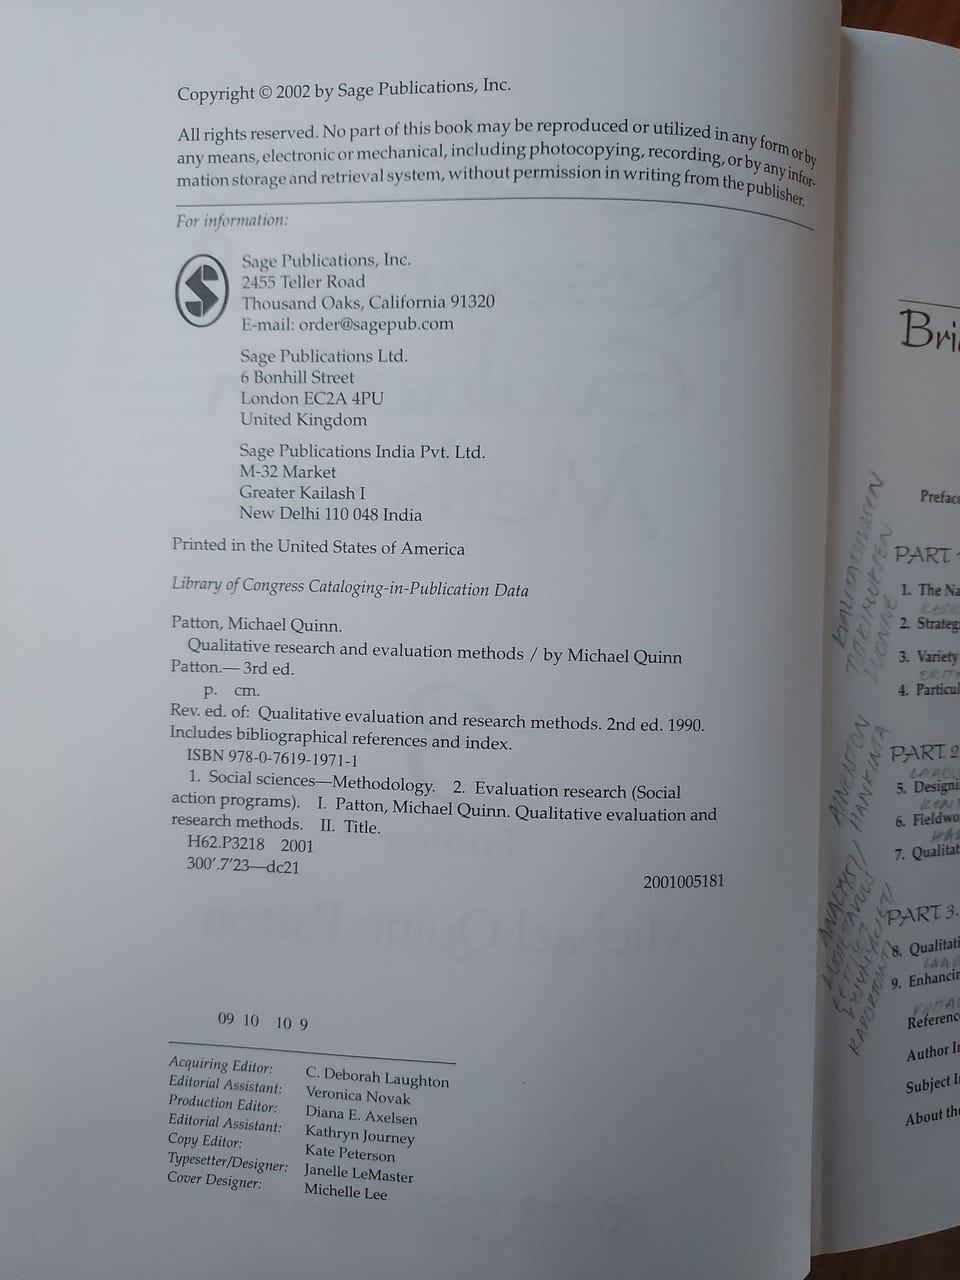 Copyright © 2002 by Sage Publications, Inc.
All rights reserved. No part of this book may be reproduced or utilized in any form or by
any means, electronic or mechanical, including photocopying, recording, or by any infor-
mation storage and retrieval system, without permission in writing from the publisher.
For information:
Sage Publications, Inc.
2455 Teller Road
Thousand Oaks, California 91320
E-mail: order@sagepub.com
Sage Publications Ltd.
6 Bonhill Street
London EC2A 4PU
United Kingdom
Sage Publications India Pvt. Ltd.
M-32 Market
Greater Kailash I
New Delhi 110 048 India
Printed in the United States of America
Library of Congress Cataloging-in-Publication Data
Patton, Michael Quinn.
Qualitative research and evaluation methods / by Michael Quinn
Patton.— 3rd ed.
p. cm.
Rev. ed. of: Qualitative evaluation and research methods. 2nd ed. 1990.
Includes bibliographical references and index.
ISBN 978-0-7619-1971-1
1. Social sciences—Methodology. 2. Evaluation research (Social
action programs). I. Patton, Michael Quinn. Qualitative evaluation and
research methods. II. Title.
H62.P3218 2001
300'.7'23—dc21
2001005181
09 10 10 9
Acquiring Editor: C. Deborah Laughton
Editorial Assistant: Veronica Novak
Production Editor: Diana E. Axelsen
Editorial Assistant: Kathryn Journey
Copy Editor: Kate Peterson
Typesetter/Designer: Janelle LeMaster
Cover Designer: Michelle Lee
Brie
Preface
PART 1
1. The Na
2. Strateg
3. Variety
4. Particul
KVALITATIIVISEN
TUTKIMUKSEN
LUONNE
PART 2
5. Designi
6. Fieldwo
7. Qualitat
AINEISTON
HANKINTA
PART 3.
8. Qualitati
9. Enhancin
ANALYYSI
RAPORTOINTI
Reference
Author In
Subject I
About the